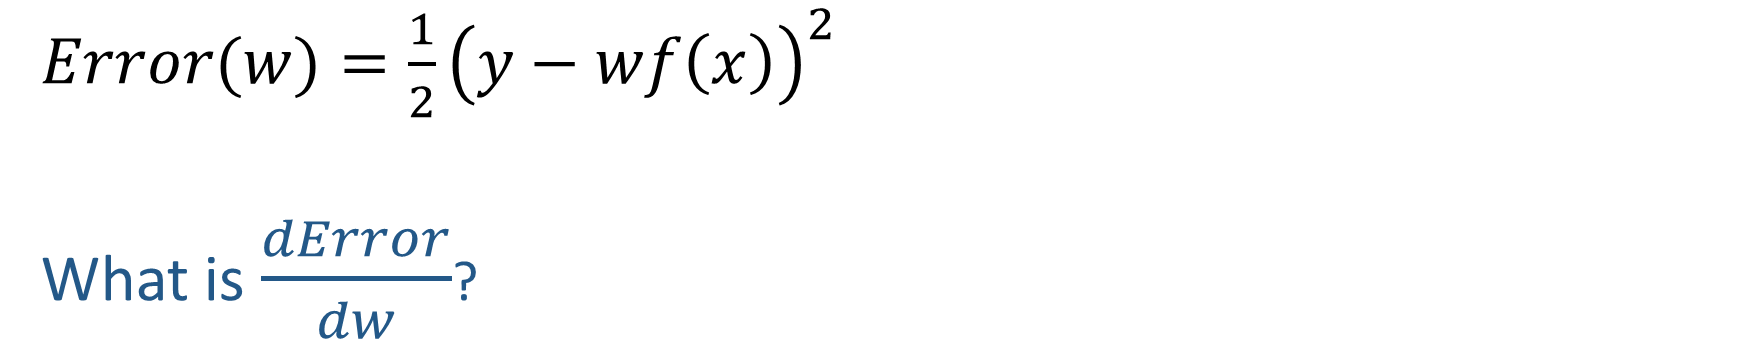 Error(w) = 1/2 (y − wf(x))²
What is dError/dw?